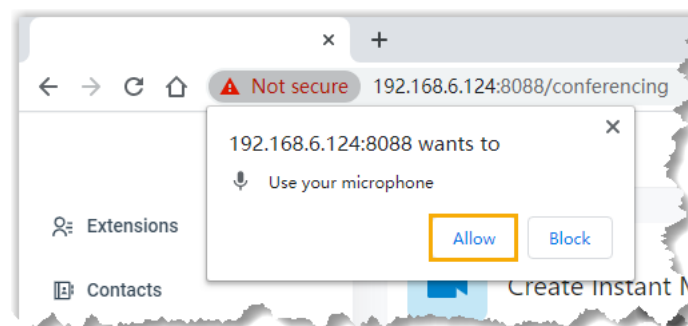 Not secure 192.168.6.124:8088/conferencing
192.168.6.124:8088 wants to
Use your microphone
Allow Block
Extensions
Contacts
Create Instant